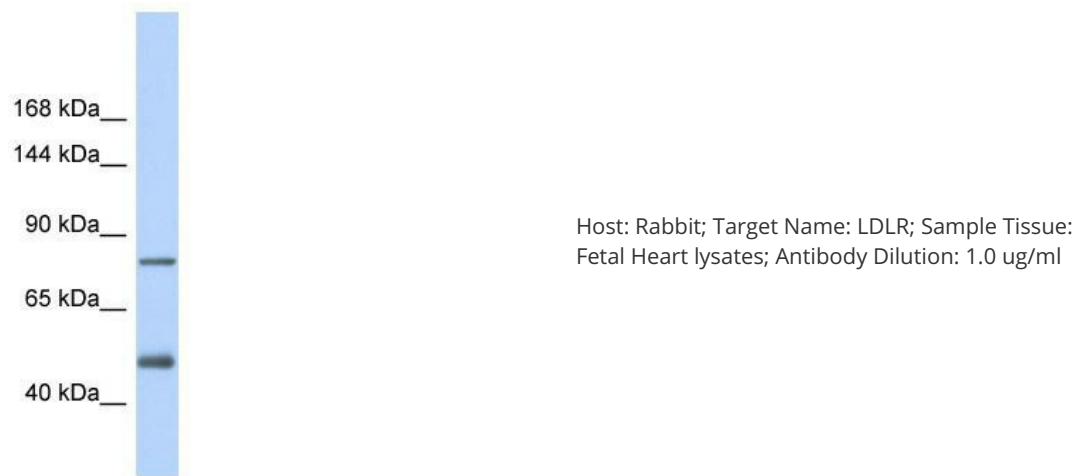 168 kDa__
144 kDa__
90 kDa__
Host: Rabbit; Target Name: LDLR; Sample Tissue:
Fetal Heart lysates; Antibody Dilution: 1.0 ug/ml
65 kDa__
40 kDa__